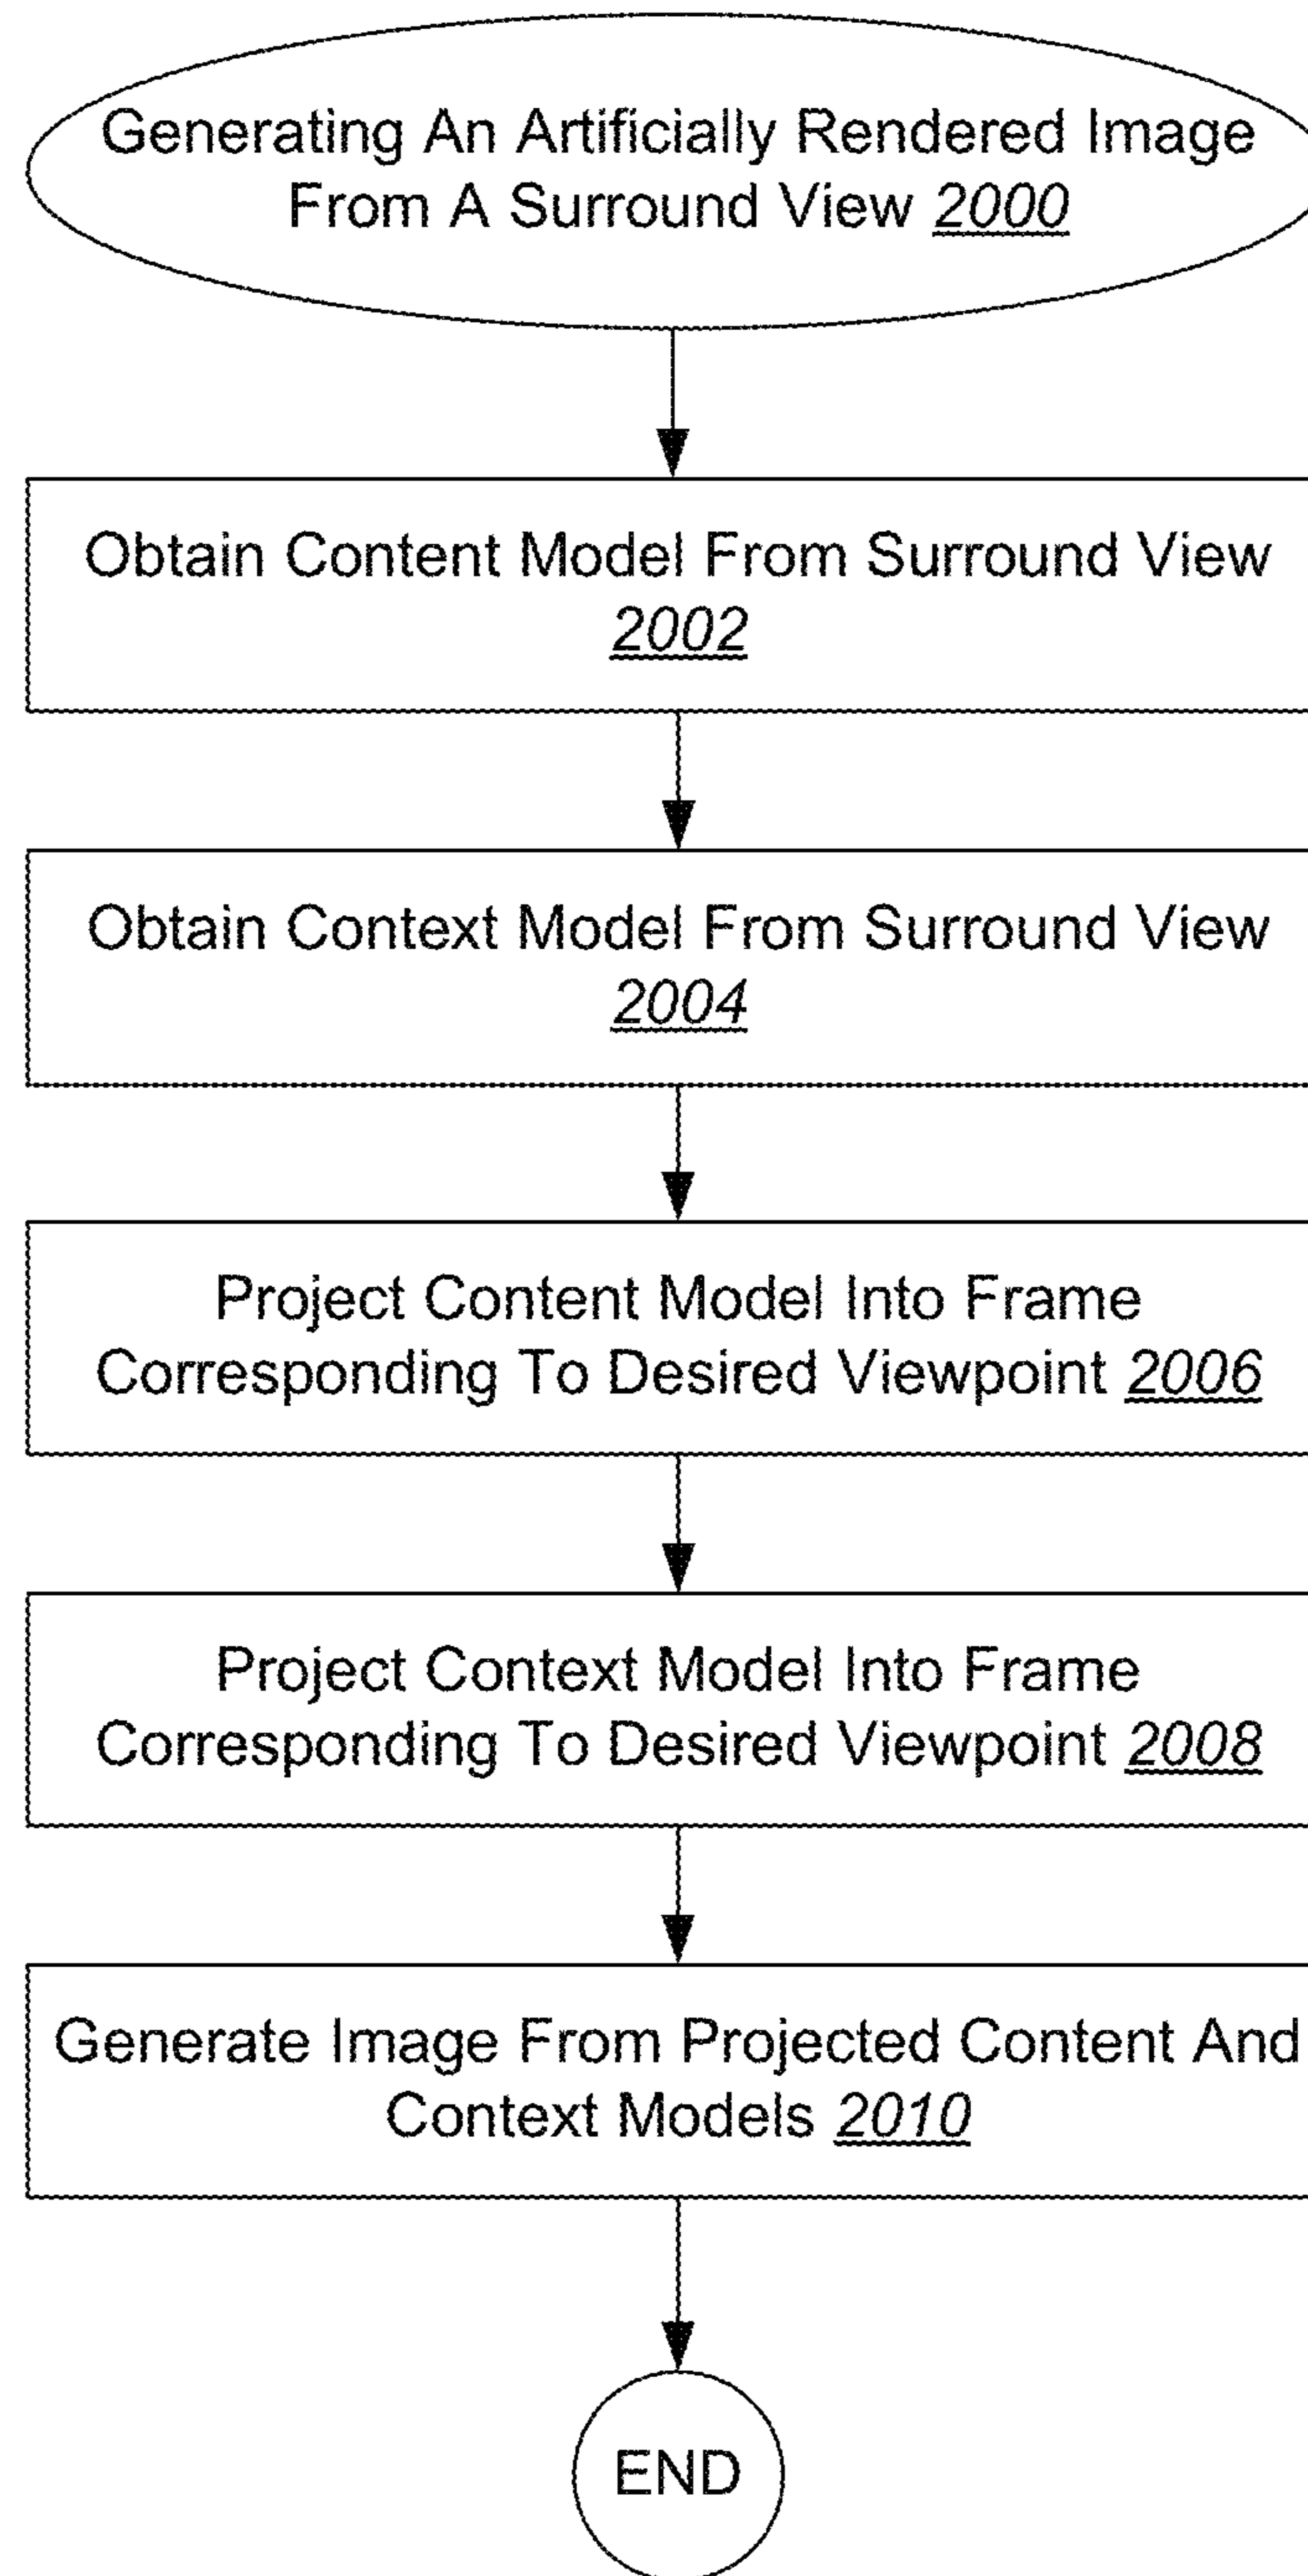 Generating An Artificially Rendered Image
From A Surround View 2000
Obtain Content Model From Surround View
2002
Obtain Context Model From Surround View
2004
Project Content Model Into Frame
Corresponding To Desired Viewpoint 2006
Project Context Model Into Frame
Corresponding To Desired Viewpoint 2008
Generate Image From Projected Content And
Context Models 2010
END